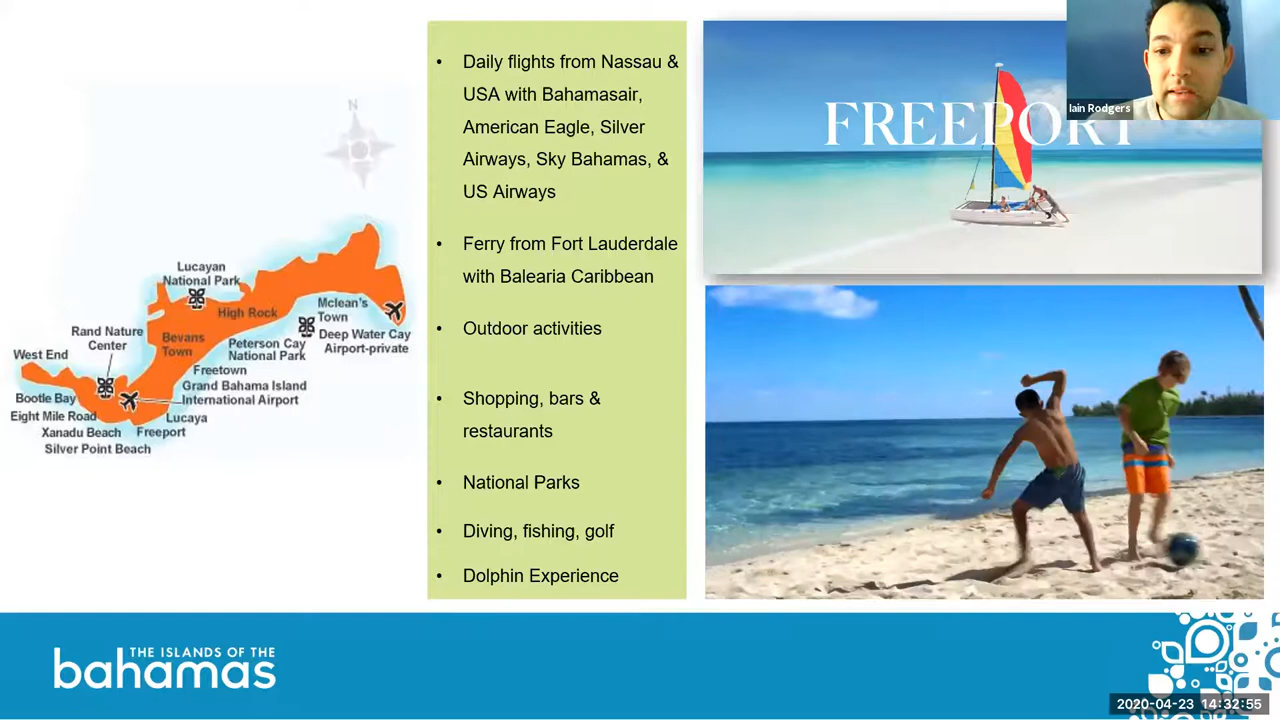 N
Lucayan
National Park
High Rock
Mclean's
Town
Rand Nature
Center
Bevans
Town
Peterson Cay
National Park
Deep Water Cay
Airport-private
West End
Freetown
Grand Bahama Island
International Airport
Bootle Bay
Eight Mile Road
Lucaya
Xanadu Beach
Freeport
Silver Point Beach
• Daily flights from Nassau &
USA with Bahamasair,
American Eagle, Silver
Airways, Sky Bahamas, &
US Airways
• Ferry from Fort Lauderdale
with Balearia Caribbean
• Outdoor activities
• Shopping, bars &
restaurants
• National Parks
• Diving, fishing, golf
• Dolphin Experience
FREEPORT
Iain Rodgers
THE ISLANDS OF THE
bahamas
2020-04-23 14:32:55